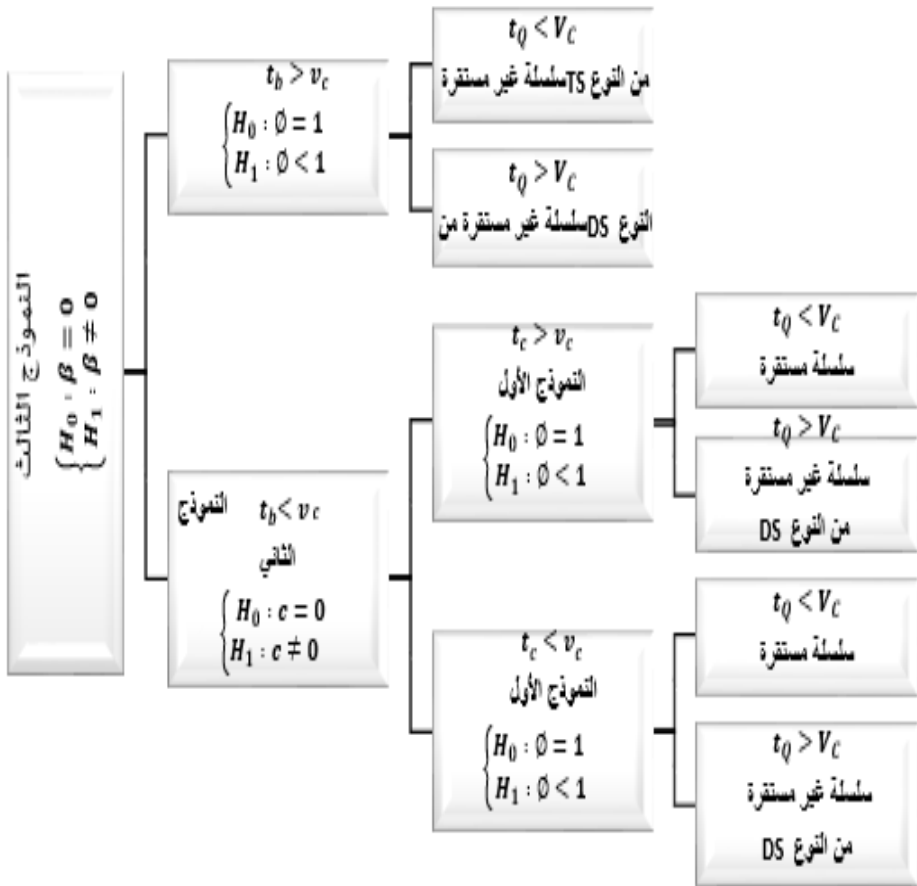 النموذج الثالث
H₀ : β = 0
H₁ : β ≠ 0
t_b > v_c
H₀ : Ø = 1
H₁ : Ø < 1
t_Q < V_C
سلسلة غير مستقرة TS من النوع
t_Q > V_C
سلسلة غير مستقرة من DS النوع
t_b < v_c النموذج
الثاني
H₀ : c = 0
H₁ : c ≠ 0
t_c > v_c
النموذج الأول
H₀ : Ø = 1
H₁ : Ø < 1
t_Q < V_C
سلسلة مستقرة
t_Q > V_C
سلسلة غير مستقرة
من النوع DS
t_c < v_c
النموذج الأول
H₀ : Ø = 1
H₁ : Ø < 1
t_Q < V_C
سلسلة مستقرة
t_Q > V_C
سلسلة غير مستقرة
من النوع DS